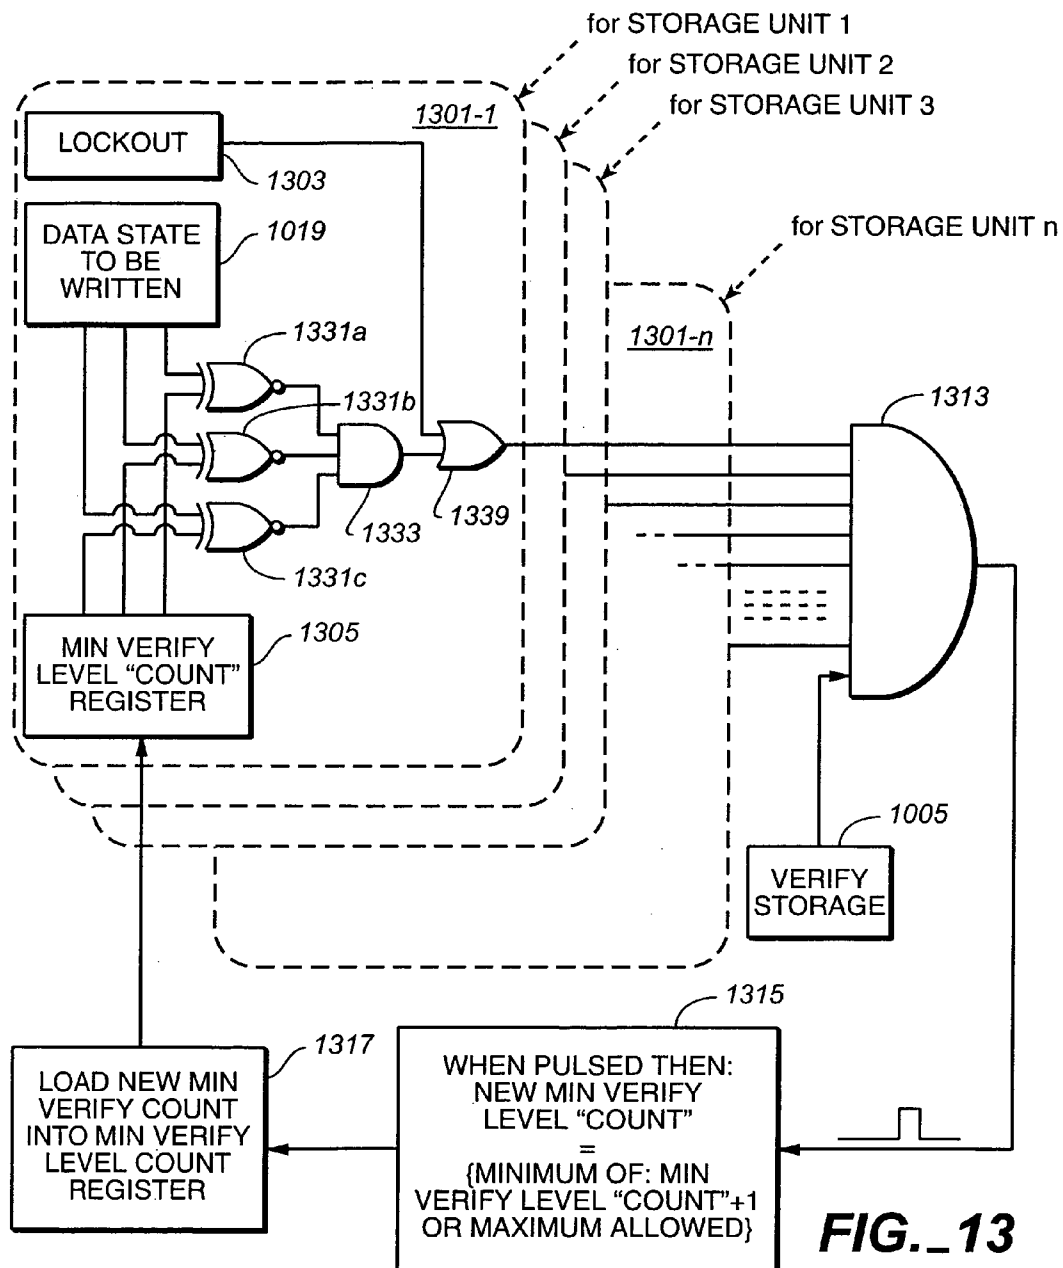 for STORAGE UNIT 1
for STORAGE UNIT 2
for STORAGE UNIT 3
for STORAGE UNIT n
1301-1
LOCKOUT
1303
DATA STATE
TO BE
WRITTEN
1019
1331a
1331b
1331c
1333
1339
1301-n
1313
MIN VERIFY
LEVEL “COUNT”
REGISTER
1305
1005
VERIFY
STORAGE
1315
WHEN PULSED THEN:
NEW MIN VERIFY
LEVEL “COUNT”
=
{MINIMUM OF: MIN
VERIFY LEVEL “COUNT”+1
OR MAXIMUM ALLOWED}
1317
LOAD NEW MIN
VERIFY COUNT
INTO MIN VERIFY
LEVEL COUNT
REGISTER
FIG._13